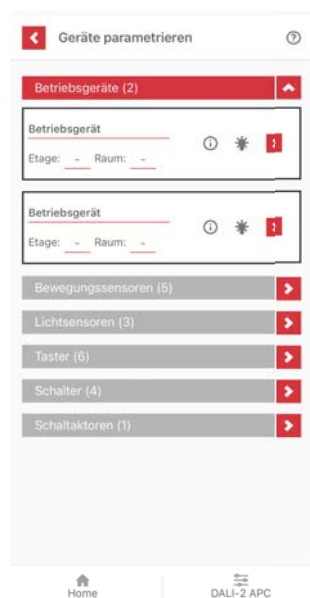 Geräte parametrieren
Betriebsgeräte (2)
Betriebsgerät
Etage: - Raum: -
Betriebsgerät
Etage: - Raum: -
Bewegungssensoren (5)
Lichtsensoren (3)
Taster (6)
Schalter (4)
Schaltaktoren (1)
Home DALI-2 APC